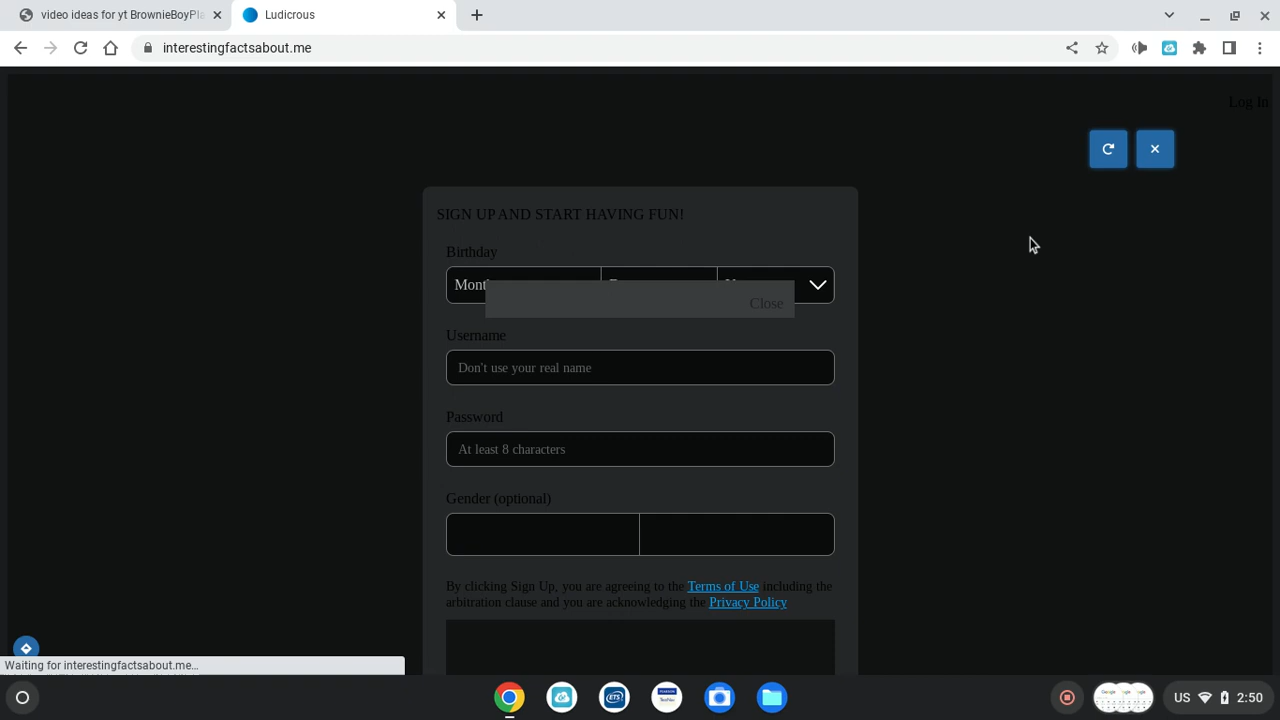 video ideas for yt BrownieBoyPla
Ludicrous
interestingfactsabout.me
Log In
SIGN UP AND START HAVING FUN!
Birthday
Close
Username
Don't use your real name
Password
At least 8 characters
Gender (optional)
By clicking Sign Up, you are agreeing to the Terms of Use including the
arbitration clause and you are acknowledging the Privacy Policy
Waiting for interestingfactsabout.me...
ETS
US 2:50